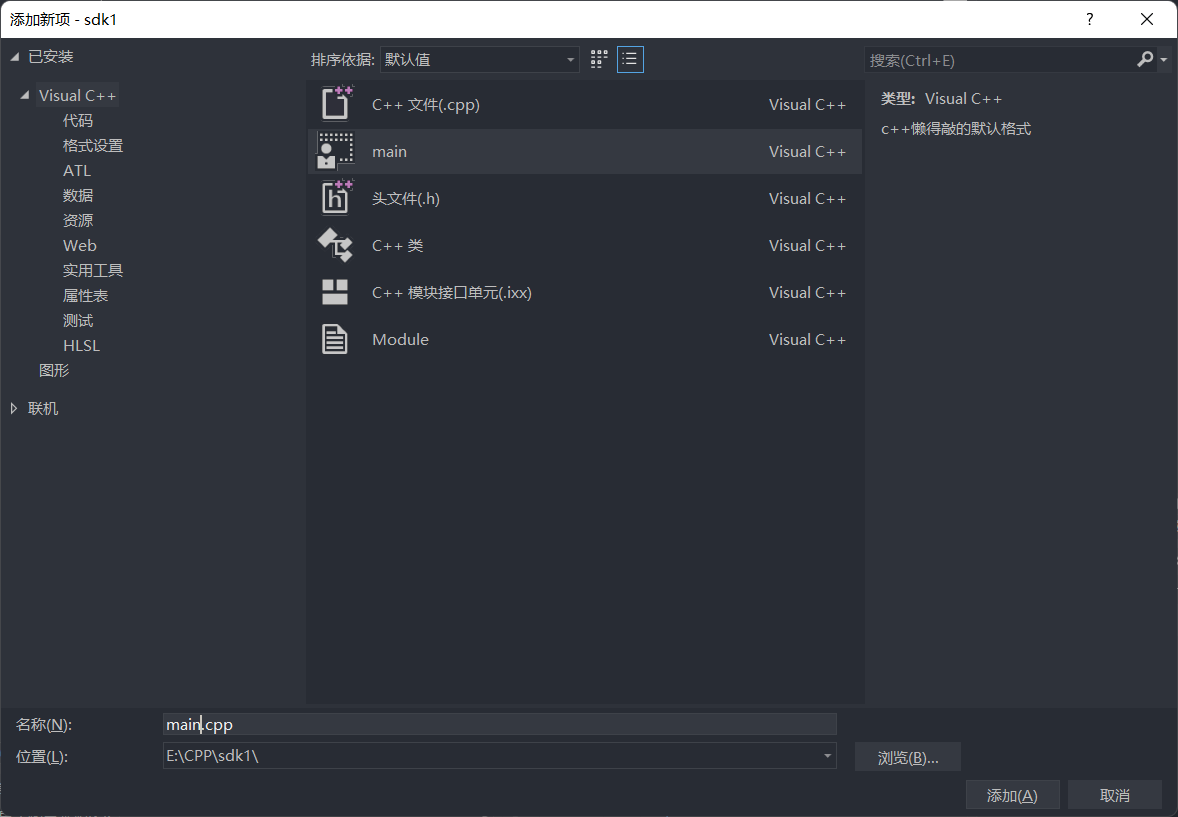 添加新项 - sdk1
?
已安装
Visual C++
代码
格式设置
ATL
数据
资源
Web
实用工具
属性表
测试
HLSL
图形
联机
排序依据: 默认值
C++ 文件(.cpp) Visual C++
main Visual C++
头文件(.h) Visual C++
C++ 类 Visual C++
C++ 模块接口单元(.ixx) Visual C++
Module Visual C++
搜索(Ctrl+E)
类型: Visual C++
c++懒得敲的默认格式
名称(N): main.cpp
位置(L): E:\CPP\sdk1\
浏览(B)...
添加(A) 取消